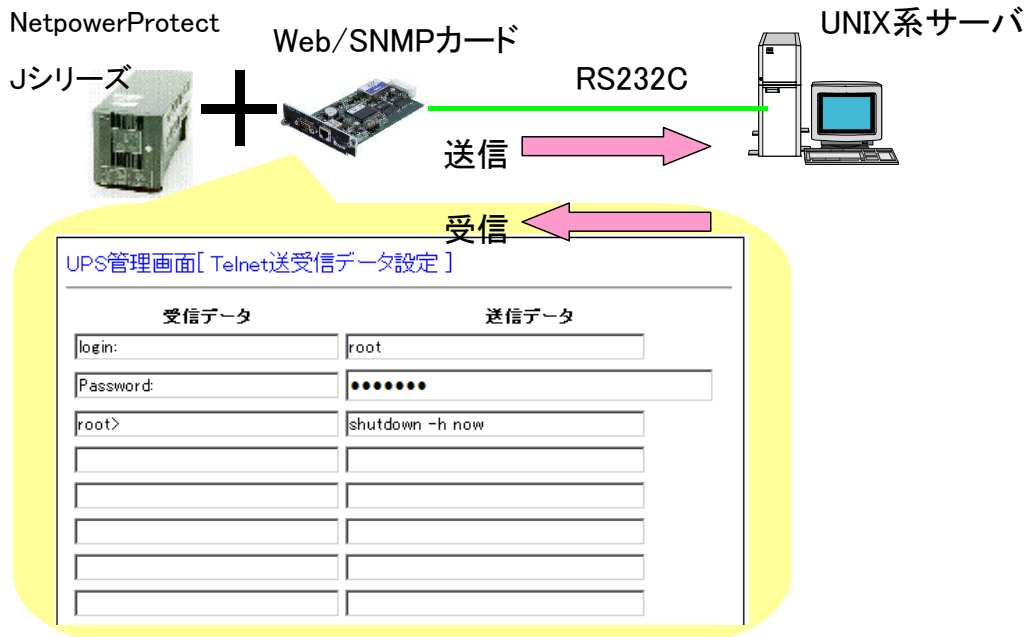 NetpowerProtect
Jシリーズ
Web/SNMPカード
UNIX系サーバ
RS232C
送信
受信
UPS管理画面[ Telnet送受信データ設定 ]
受信データ 送信データ
login: root
Password: ●●●●●●●
root> shutdown -h now